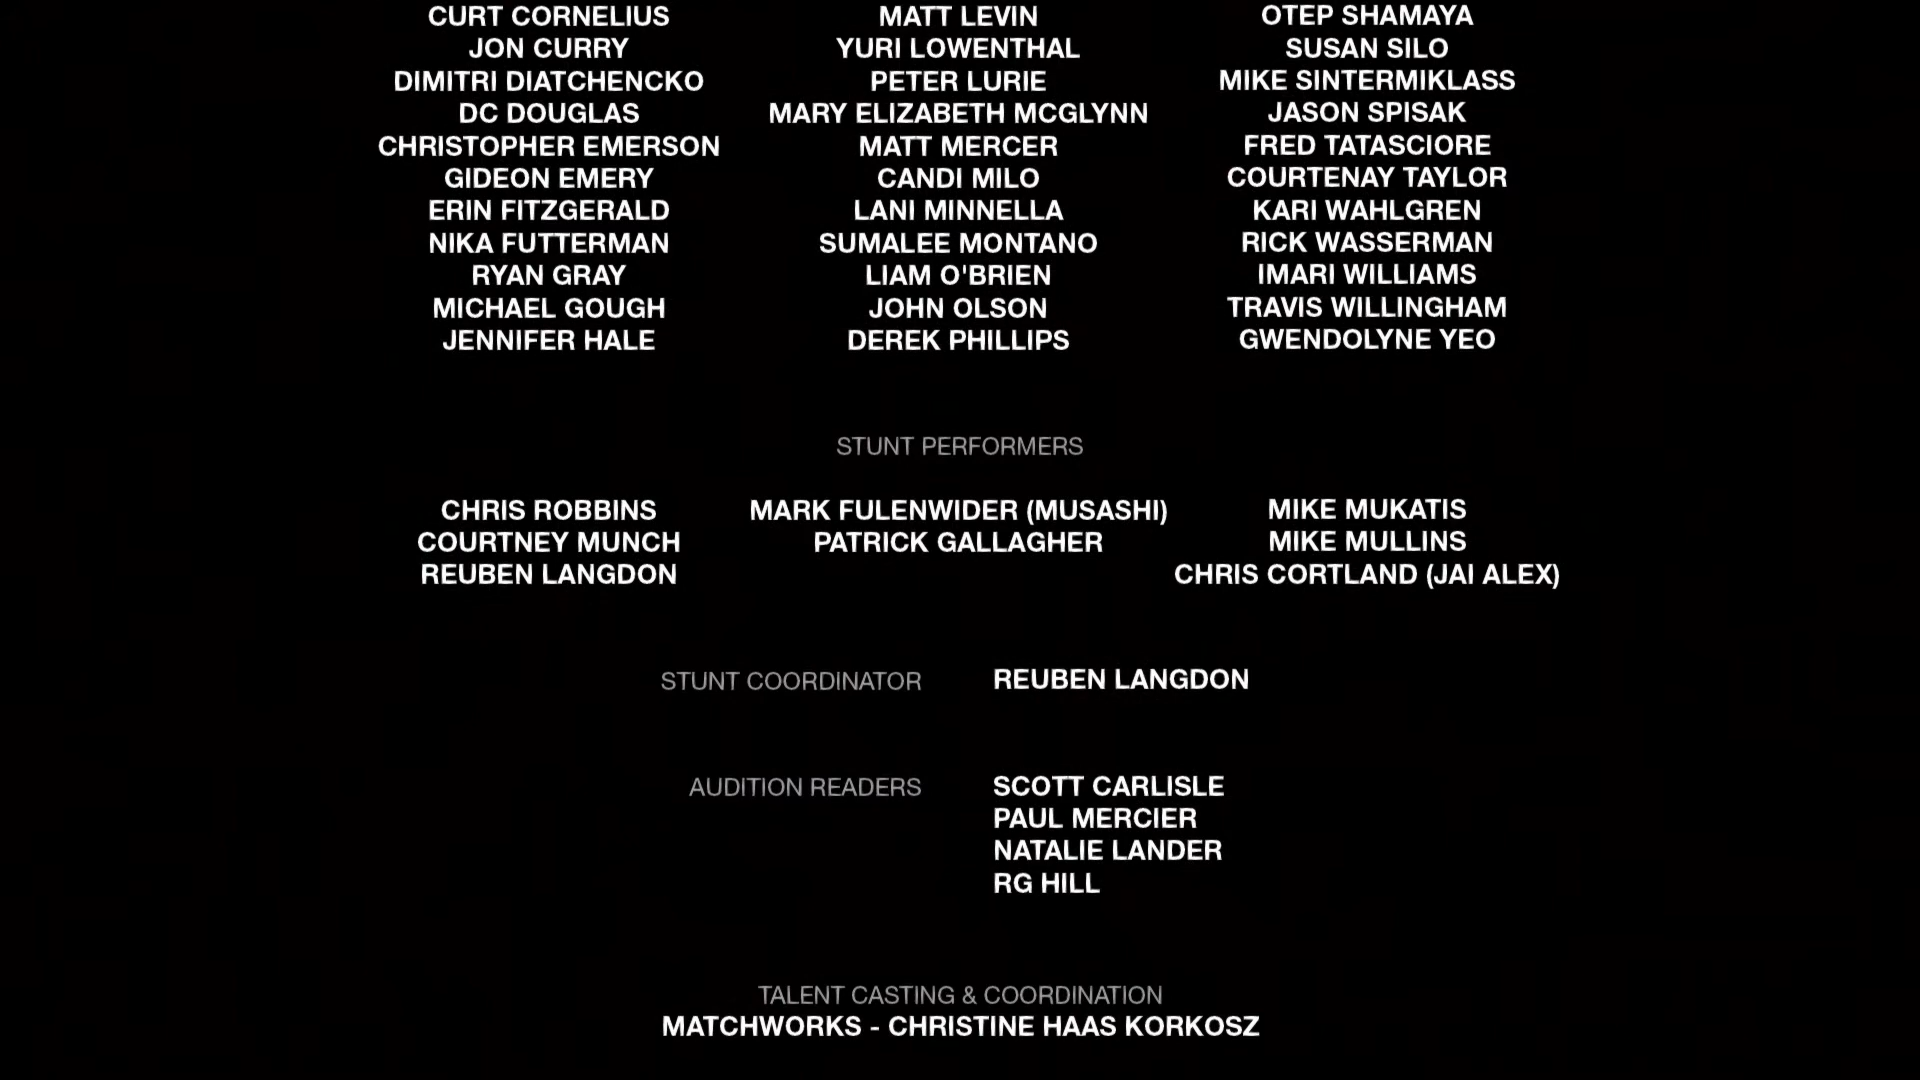 CURT CORNELIUS MATT LEVIN OTEP SHAMAYA
JON CURRY YURI LOWENTHAL SUSAN SILO
DIMITRI DIATCHENCKO PETER LURIE MIKE SINTERMIKLASS
DC DOUGLAS MARY ELIZABETH MCGLYNN JASON SPISAK
CHRISTOPHER EMERSON MATT MERCER FRED TATASCIORE
GIDEON EMERY CANDI MILO COURTENAY TAYLOR
ERIN FITZGERALD LANI MINNELLA KARI WAHLGREN
NIKA FUTTERMAN SUMALEE MONTANO RICK WASSERMAN
RYAN GRAY LIAM O'BRIEN IMARI WILLIAMS
MICHAEL GOUGH JOHN OLSON TRAVIS WILLINGHAM
JENNIFER HALE DEREK PHILLIPS GWENDOLYNE YEO
STUNT PERFORMERS
CHRIS ROBBINS MARK FULENWIDER (MUSASHI) MIKE MUKATIS
COURTNEY MUNCH PATRICK GALLAGHER MIKE MULLINS
REUBEN LANGDON CHRIS CORTLAND (JAI ALEX)
STUNT COORDINATOR REUBEN LANGDON
AUDITION READERS SCOTT CARLISLE
PAUL MERCIER
NATALIE LANDER
RG HILL
TALENT CASTING & COORDINATION
MATCHWORKS - CHRISTINE HAAS KORKOSZ